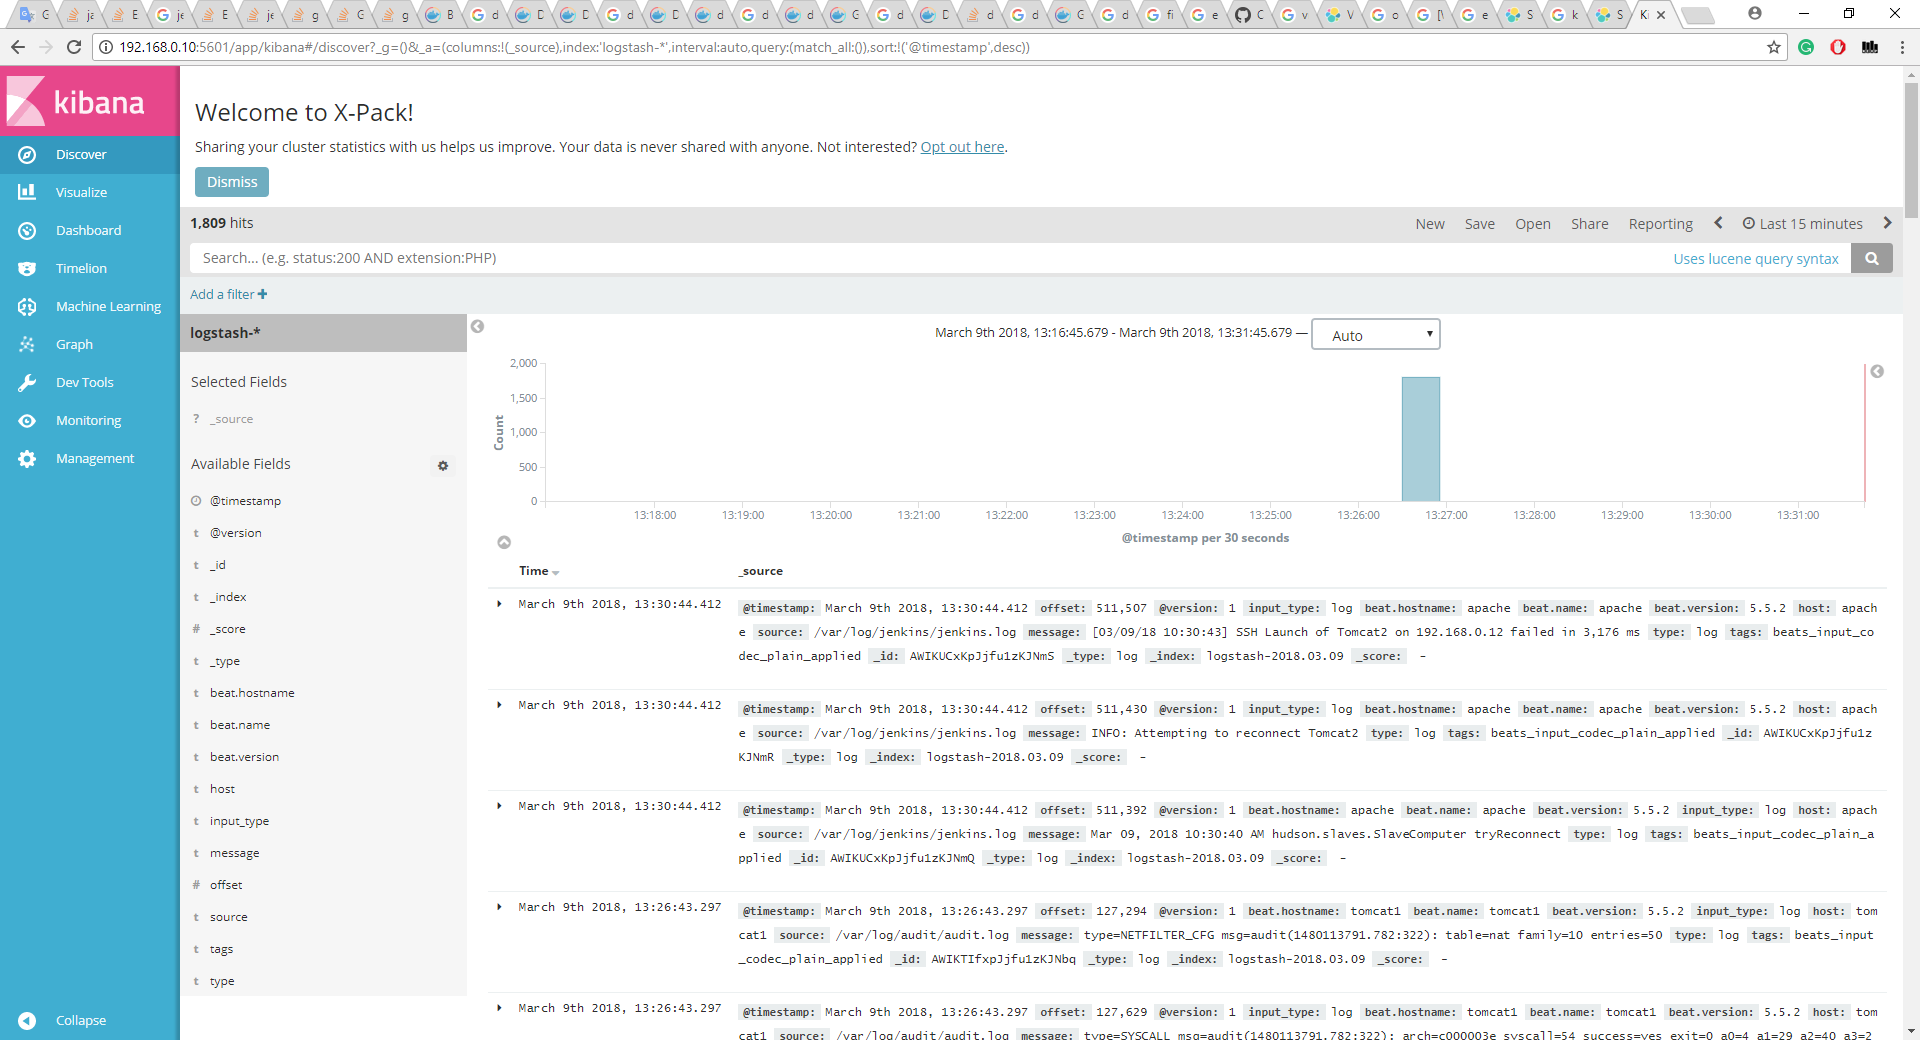 192.168.0.10:5601/app/kibana#/discover?_g=()&_a=(columns:!(_source),index:'logstash-*',interval:auto,query:(match_all:()),sort:!('@timestamp',desc))
kibana
Discover
Visualize
Dashboard
Timelion
Machine Learning
Graph
Dev Tools
Monitoring
Management
Collapse
Welcome to X-Pack!
Sharing your cluster statistics with us helps us improve. Your data is never shared with anyone. Not interested? Opt out here.
Dismiss
1,809 hits
New Save Open Share Reporting Last 15 minutes
Search... (e.g. status:200 AND extension:PHP) Uses lucene query syntax
Add a filter
logstash-*
Selected Fields
? _source
Available Fields
@timestamp
t @version
t _id
t _index
# _score
t _type
t beat.hostname
t beat.name
t beat.version
t host
t input_type
t message
# offset
t source
t tags
t type
March 9th 2018, 13:16:45.679 - March 9th 2018, 13:31:45.679 — Auto
Count
2,000
1,500
1,000
500
0
13:18:00 13:19:00 13:20:00 13:21:00 13:22:00 13:23:00 13:24:00 13:25:00 13:26:00 13:27:00 13:28:00 13:29:00 13:30:00 13:31:00
@timestamp per 30 seconds
Time _source
March 9th 2018, 13:30:44.412 @timestamp: March 9th 2018, 13:30:44.412 offset: 511,507 @version: 1 input_type: log beat.hostname: apache beat.name: apache beat.version: 5.5.2 host: apach
e source: /var/log/jenkins/jenkins.log message: [03/09/18 10:30:43] SSH Launch of Tomcat2 on 192.168.0.12 failed in 3,176 ms type: log tags: beats_input_co
dec_plain_applied _id: AWIKUCxKpJjfu1zKJNmS _type: log _index: logstash-2018.03.09 _score: -
March 9th 2018, 13:30:44.412 @timestamp: March 9th 2018, 13:30:44.412 offset: 511,430 @version: 1 input_type: log beat.hostname: apache beat.name: apache beat.version: 5.5.2 host: apach
e source: /var/log/jenkins/jenkins.log message: INFO: Attempting to reconnect Tomcat2 type: log tags: beats_input_codec_plain_applied _id: AWIKUCxKpJjfu1z
KJNmR _type: log _index: logstash-2018.03.09 _score: -
March 9th 2018, 13:30:44.412 @timestamp: March 9th 2018, 13:30:44.412 offset: 511,392 @version: 1 beat.hostname: apache beat.name: apache beat.version: 5.5.2 input_type: log host: apach
e source: /var/log/jenkins/jenkins.log message: Mar 09, 2018 10:30:40 AM hudson.slaves.SlaveComputer tryReconnect type: log tags: beats_input_codec_plain_a
pplied _id: AWIKUCxKpJjfu1zKJNmQ _type: log _index: logstash-2018.03.09 _score: -
March 9th 2018, 13:26:43.297 @timestamp: March 9th 2018, 13:26:43.297 offset: 127,294 @version: 1 beat.hostname: tomcat1 beat.name: tomcat1 beat.version: 5.5.2 input_type: log host: tom
cat1 source: /var/log/audit/audit.log message: type=NETFILTER_CFG msg=audit(1480113791.782:322): table=nat family=10 entries=50 type: log tags: beats_input
_codec_plain_applied _id: AWIKTIfxpJjfu1zKJNbq _type: log _index: logstash-2018.03.09 _score: -
March 9th 2018, 13:26:43.297 @timestamp: March 9th 2018, 13:26:43.297 offset: 127,629 @version: 1 input_type: log beat.hostname: tomcat1 beat.name: tomcat1 beat.version: 5.5.2 host: tom
cat1 source: /var/log/audit/audit.log message: type=SYSCALL msg=audit(1480113791.782:322): arch=c000003e syscall=54 success=yes exit=0 a0=4 a1=29 a2=40 a3=2